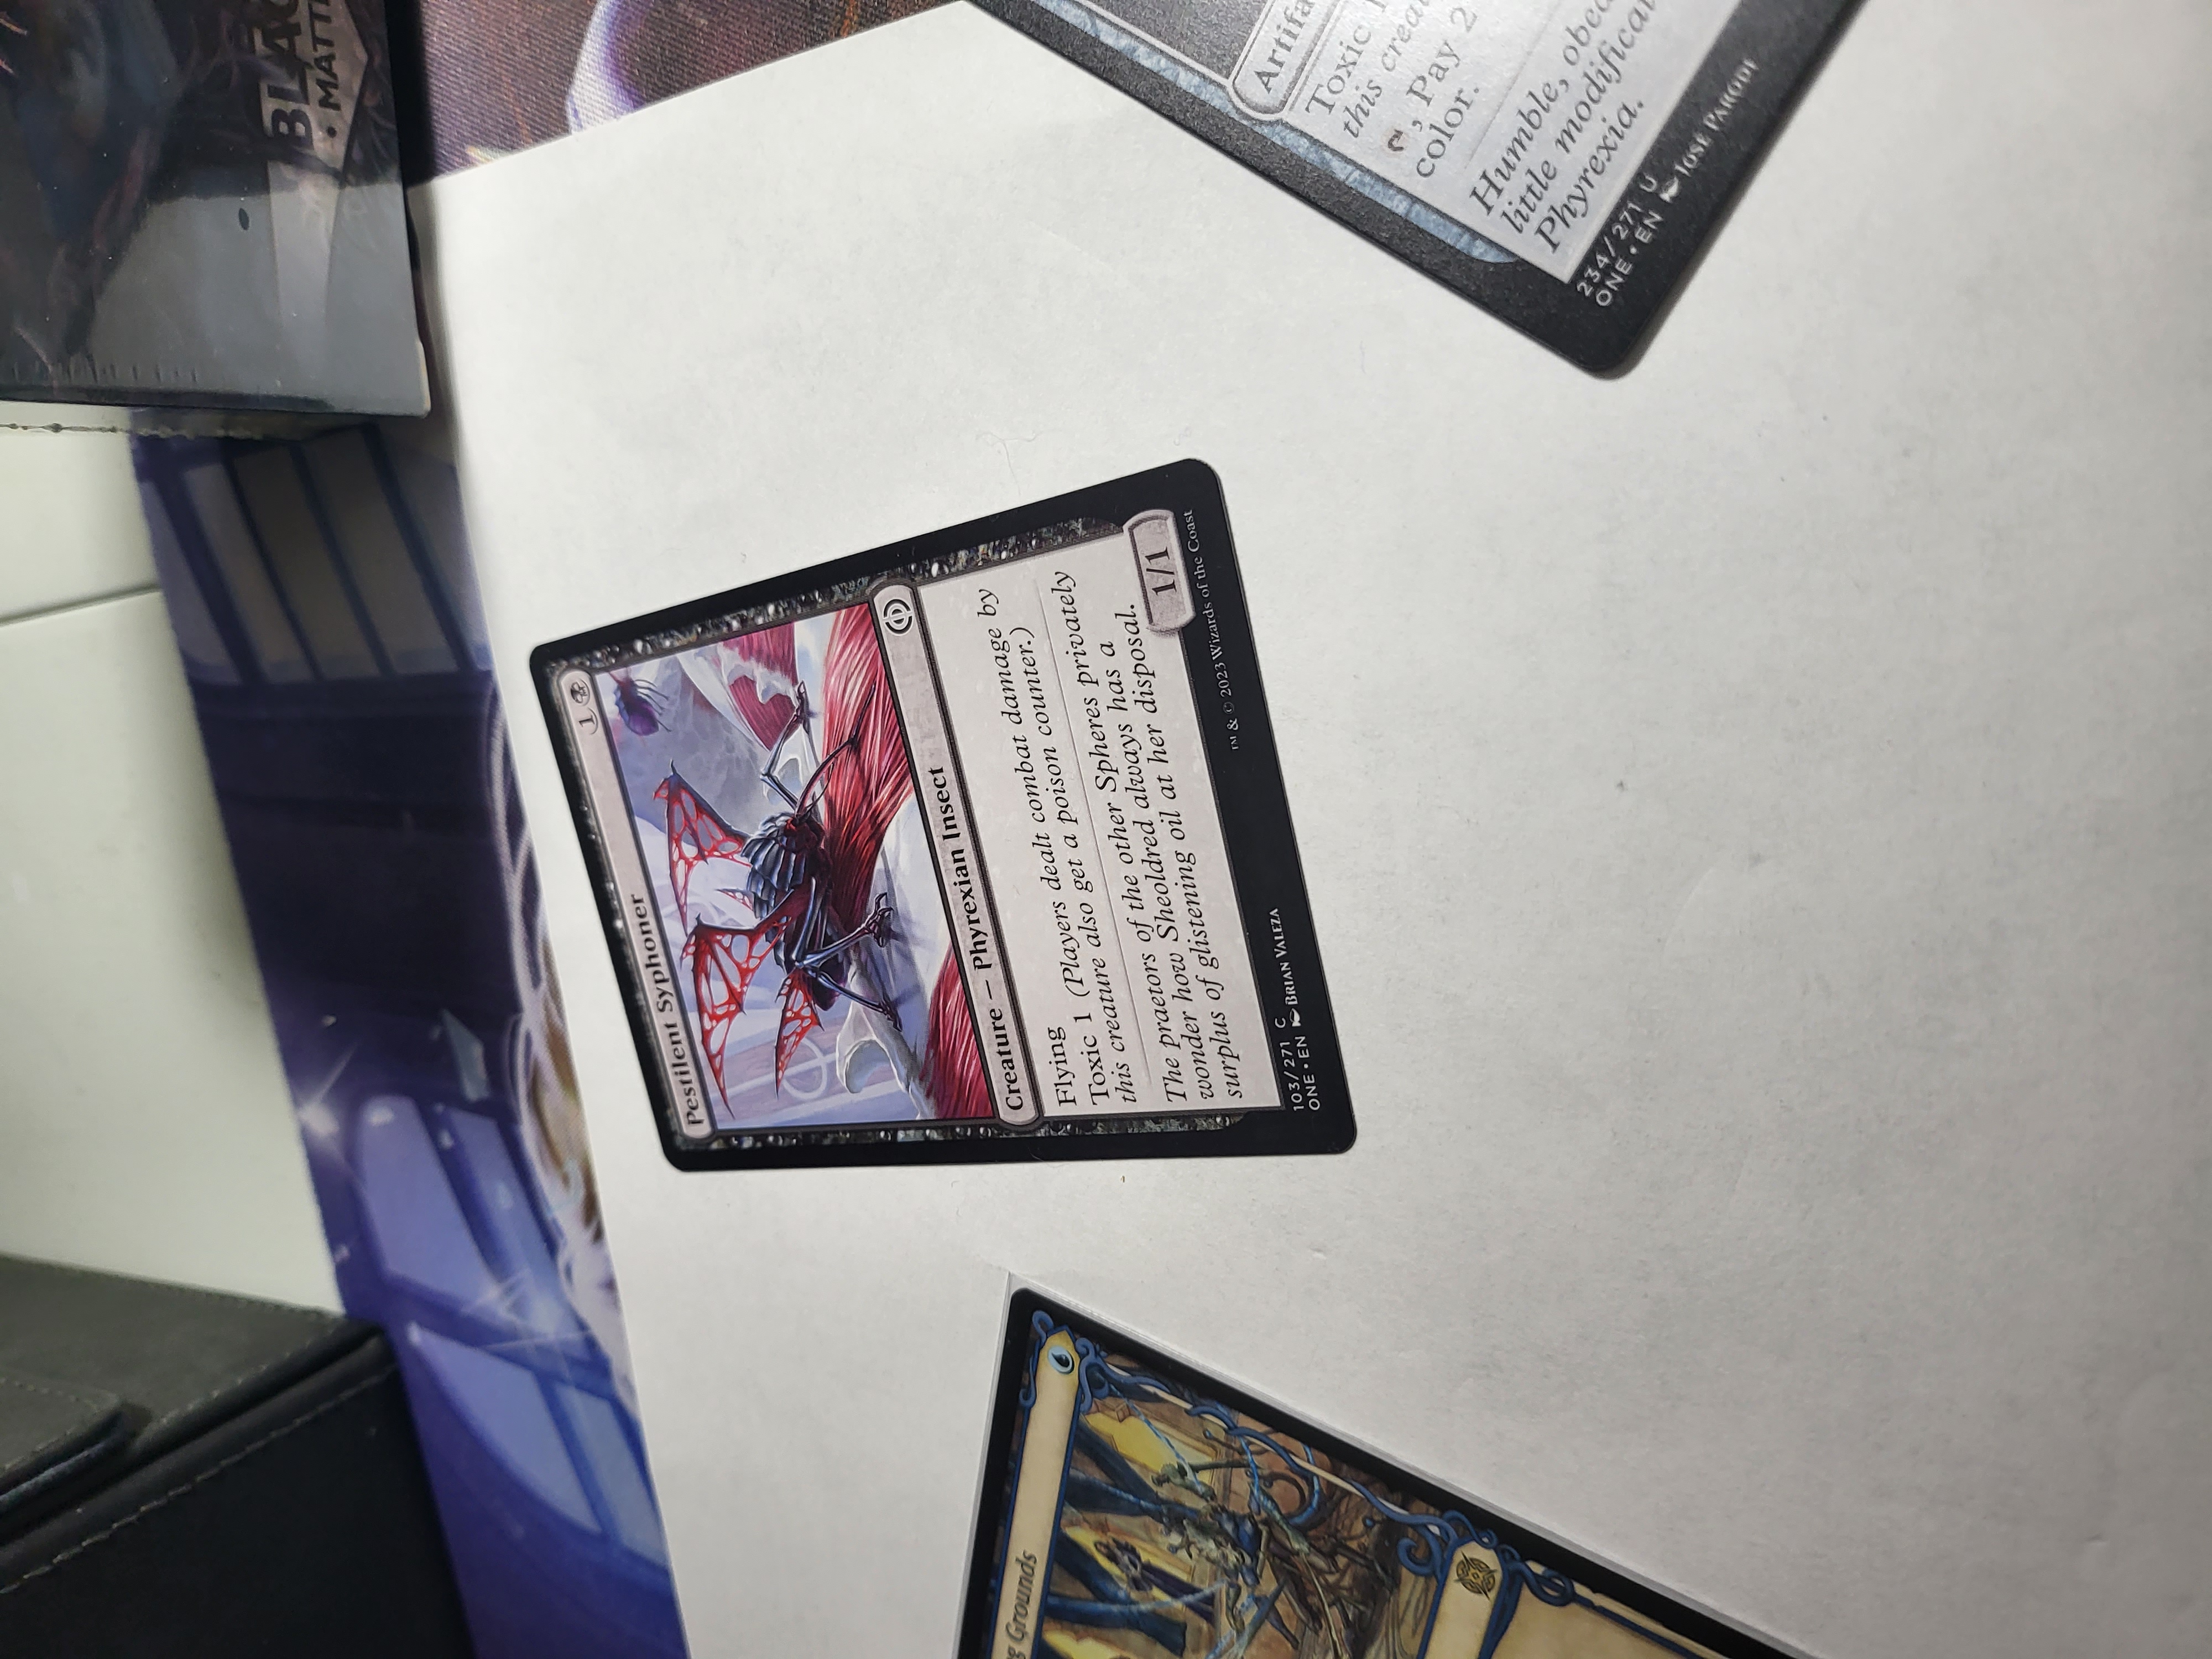 BLAC
• MATT
Pestilent Syphoner
1
Creature — Phyrexian Insect
Flying
Toxic 1 (Players dealt combat damage by
this creature also get a poison counter.)
The praetors of the other Spheres privately
wonder how Sheoldred always has a
surplus of glistening oil at her disposal.
1/1
103/271 C
ONE • EN Brian Valeza
™ & © 2023 Wizards of the Coast
g Grounds
Artifa
Toxic 1
this crea
, Pay 2
color.
Humble, obed
little modificat
Phyrexia.
234/271 U
ONE • EN José Parodi